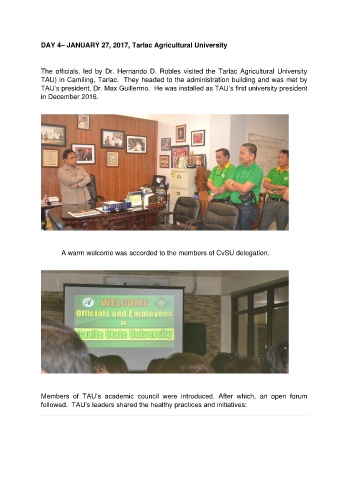 DAY 4– JANUARY 27, 2017, Tarlac Agricultural University
The officials, led by Dr. Hernando D. Robles visited the Tarlac Agricultural University
TAU) in Camiling, Tarlac.  They headed to the administration building and was met by
TAU's president, Dr. Max Guillermo.  He was installed as TAU's first university president
in December 2016.
A warm welcome was accorded to the members of CvSU delegation.
WELCOME
Officials and Employees
of
Cavite State University
Members of TAU's academic council were introduced. After which, an open forum
followed.  TAU's leaders shared the healthy practices and initiatives: